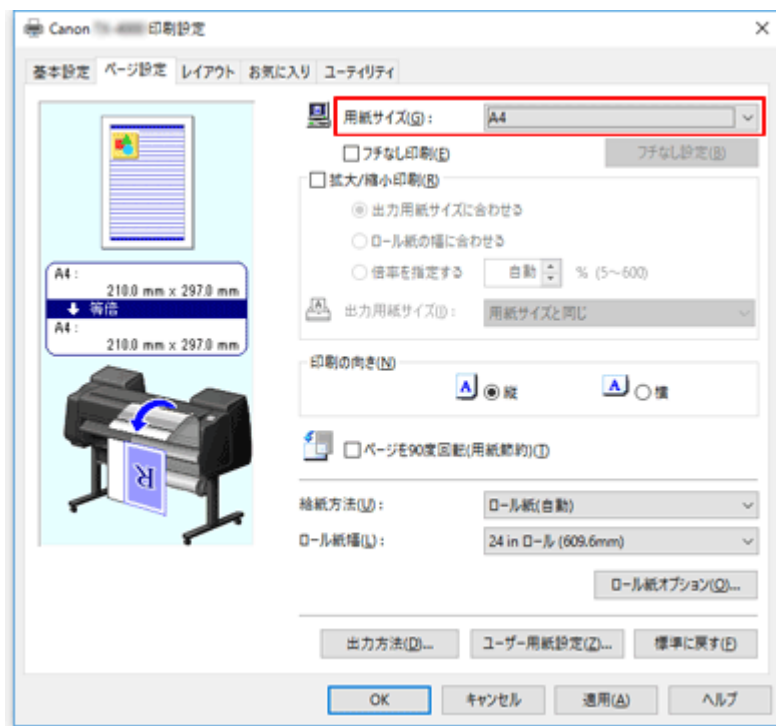 Canon 印刷設定
基本設定 ページ設定 レイアウト お気に入り ユーティリティ
用紙サイズ(G): A4
フチなし印刷(E) フチなし設定(B)
拡大/縮小印刷(R)
出力用紙サイズに合わせる
ロール紙の幅に合わせる
倍率を指定する 自動 % (5～600)
出力用紙サイズ(I): 用紙サイズと同じ
A4 :
210.0 mm x 297.0 mm
等倍
A4 :
210.0 mm x 297.0 mm
R
印刷の向き(N)
A 縦 A 横
ページを90度回転(用紙節約)(T)
給紙方法(U): ロール紙(自動)
ロール紙幅(L): 24 in ロール (609.6mm)
ロール紙オプション(O)...
出力方法(D)... ユーザー用紙設定(Z)... 標準に戻す(F)
OK キャンセル 適用(A) ヘルプ